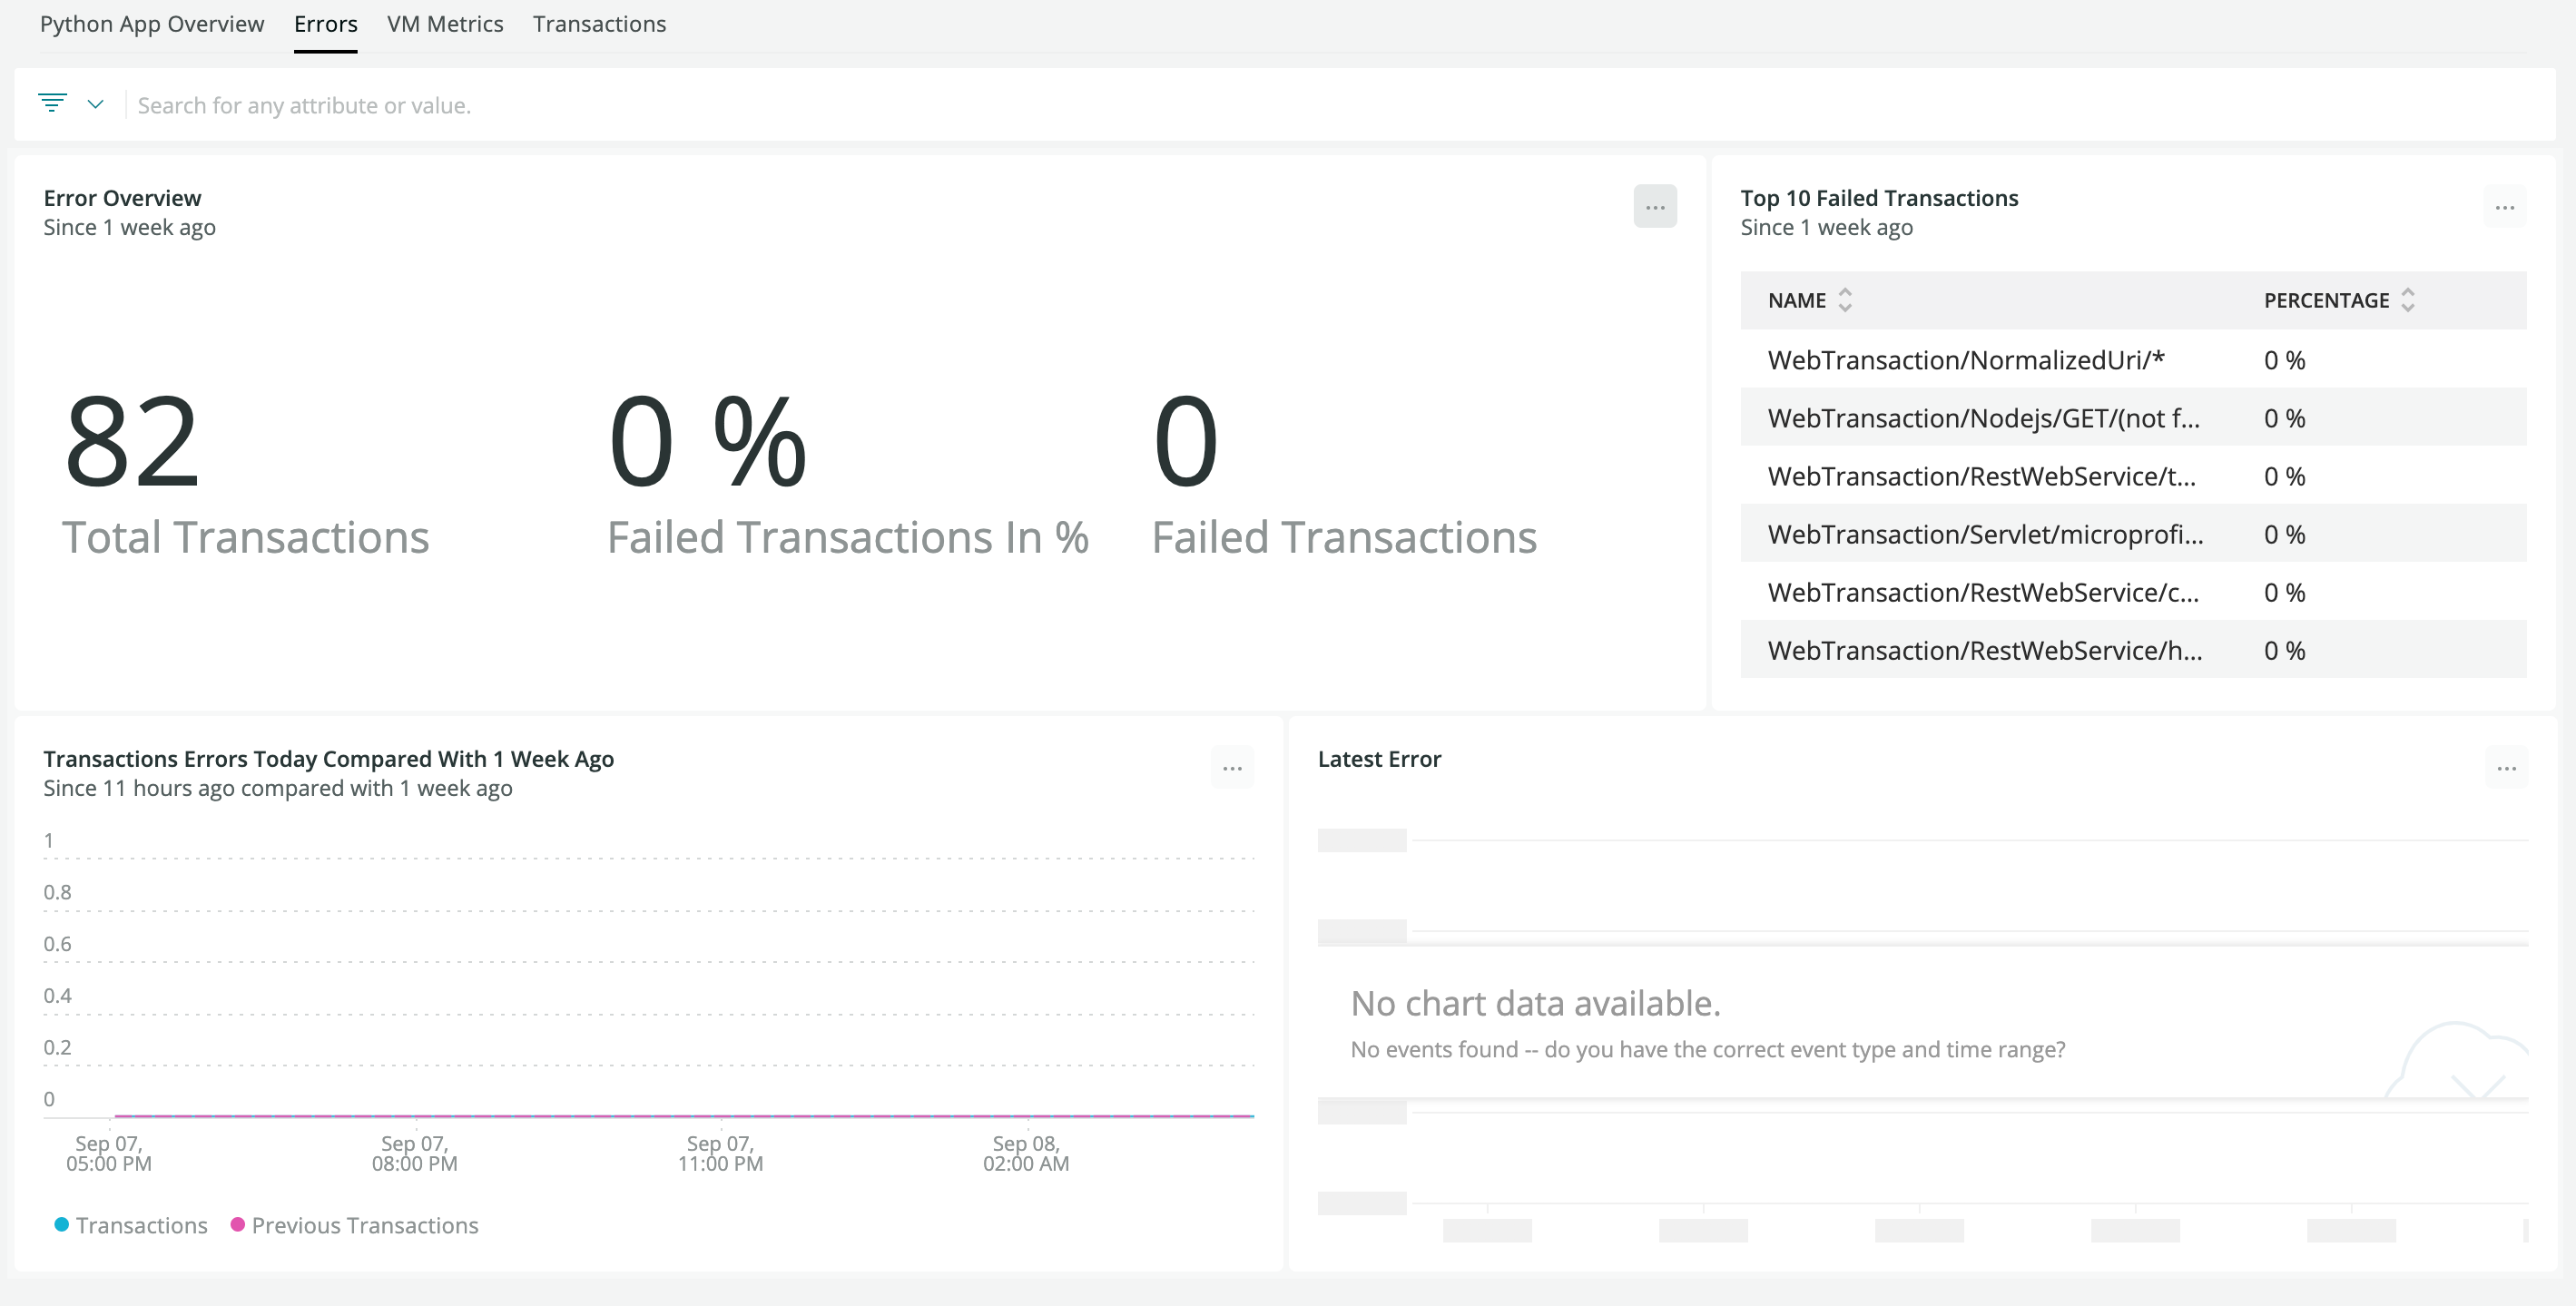 Python App Overview Errors VM Metrics Transactions
Search for any attribute or value.
Error Overview
Since 1 week ago
...
82
Total Transactions
0 %
Failed Transactions In %
0
Failed Transactions
Top 10 Failed Transactions
Since 1 week ago
...
NAME PERCENTAGE
WebTransaction/NormalizedUri/* 0 %
WebTransaction/Nodejs/GET/(not f... 0 %
WebTransaction/RestWebService/t... 0 %
WebTransaction/Servlet/microprofi... 0 %
WebTransaction/RestWebService/c... 0 %
WebTransaction/RestWebService/h... 0 %
Transactions Errors Today Compared With 1 Week Ago
Since 11 hours ago compared with 1 week ago
...
1
0.8
0.6
0.4
0.2
0
Sep 07,
05:00 PM
Sep 07,
08:00 PM
Sep 07,
11:00 PM
Sep 08,
02:00 AM
Transactions Previous Transactions
Latest Error
...
No chart data available.
No events found -- do you have the correct event type and time range?